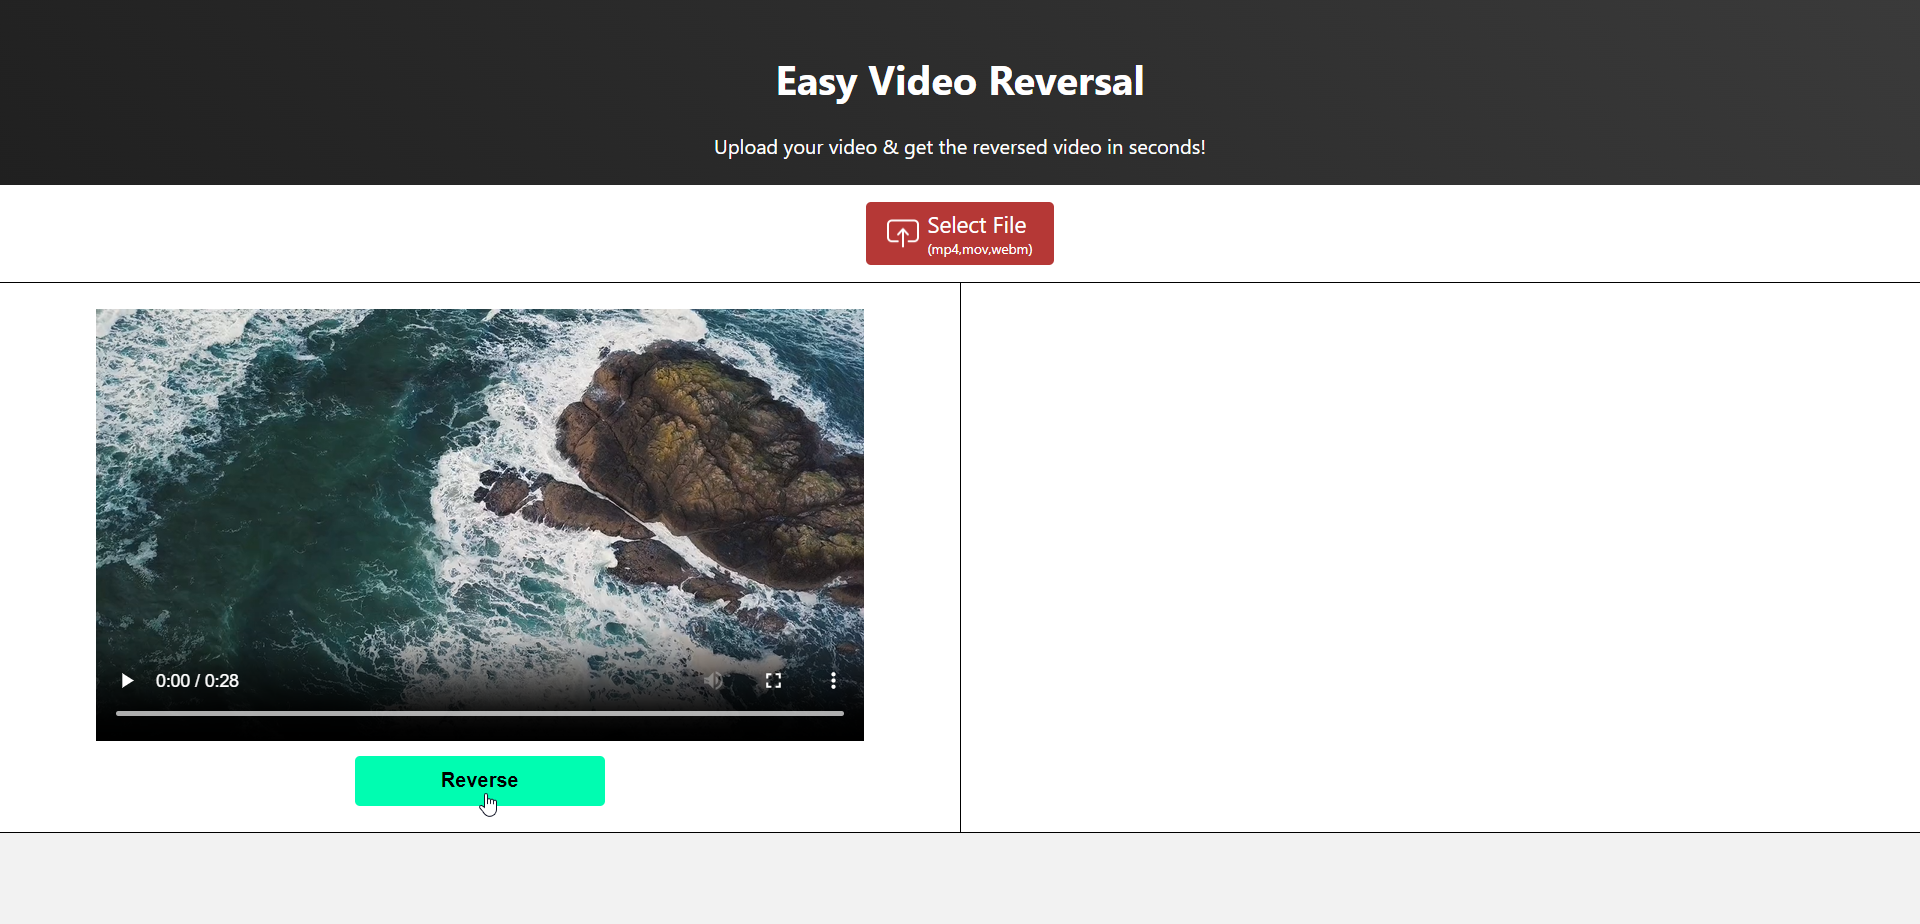 Easy Video Reversal
Upload your video & get the reversed video in seconds!
Select File
(mp4,mov,webm)
0:00 / 0:28
Reverse